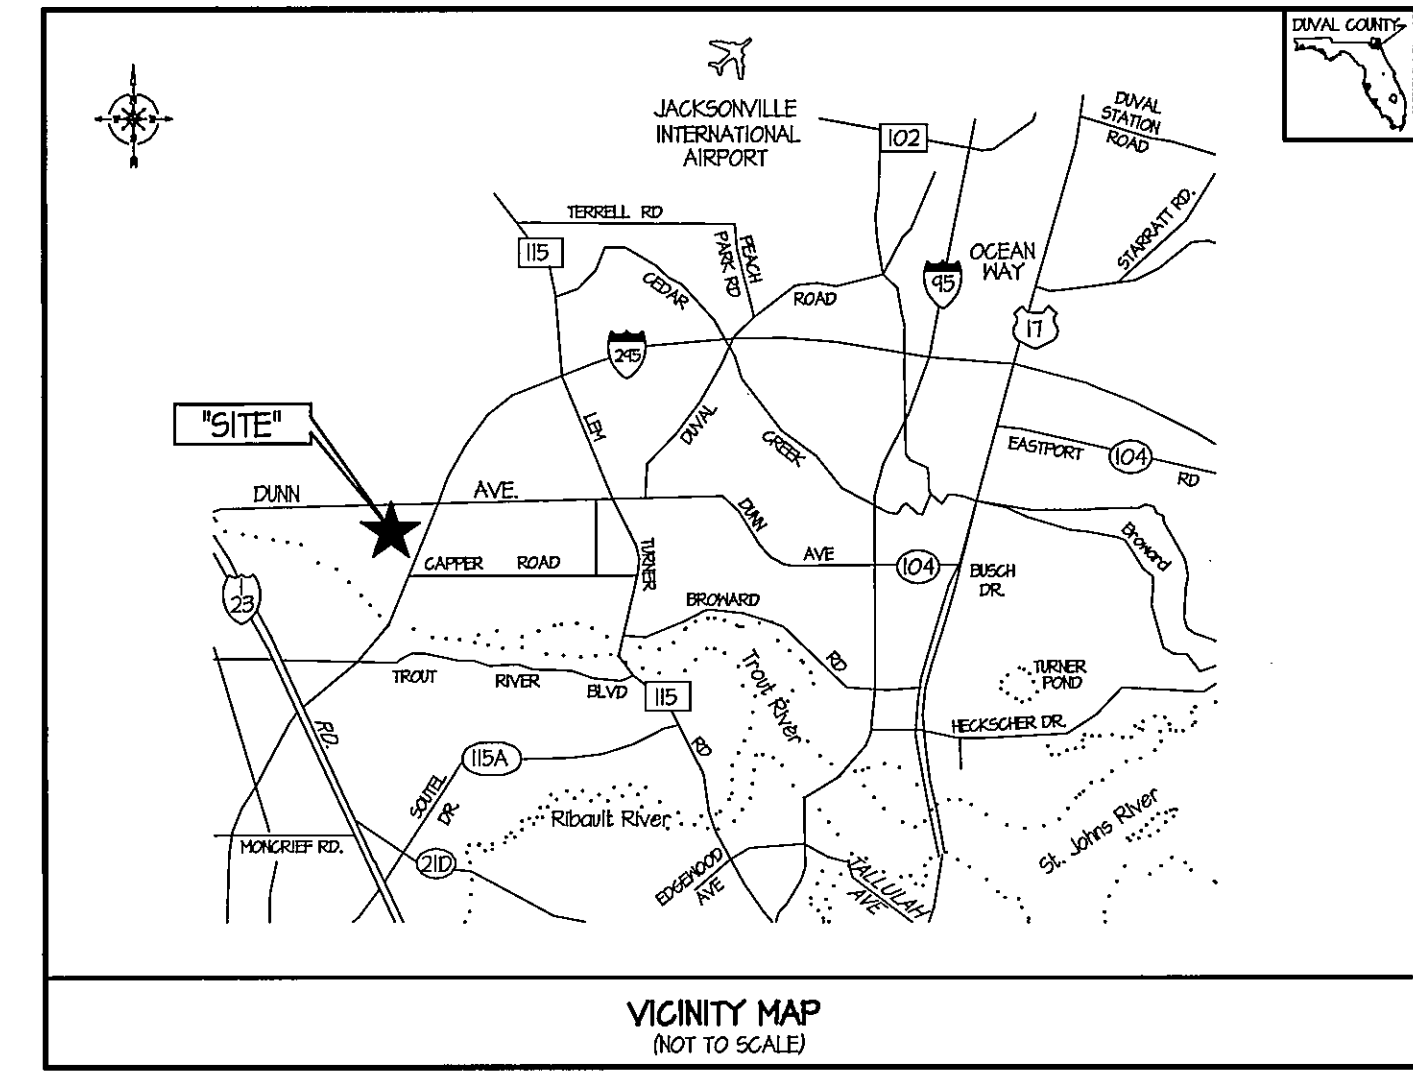 DUVAL COUNTY
N
JACKSONVILLE
INTERNATIONAL
AIRPORT
102
DUVAL
STATION
ROAD
TERRELL RD
115
PEACH
PARK RD
CEDAR
ROAD
OCEAN
WAY
95
STARRATT RD.
17
295
"SITE"
LEM
DUVAL
CREEK
EASTPORT
104
RD
DUNN
AVE.
DUNN
AVE
104
BUSCH
DR.
Broward
CAPPER ROAD
TURNER
1
23
BROWARD
RD
TROUT RIVER BLVD
115
Trout River
TURNER
POND
HECKSCHER DR.
RD.
RD
115A
SOUTEL
DR.
Ribault River
St. Johns River
MONCRIEF RD.
21D
EDGEWOOD
AVE
TALLULAH
AVE
VICINITY MAP
(NOT TO SCALE)